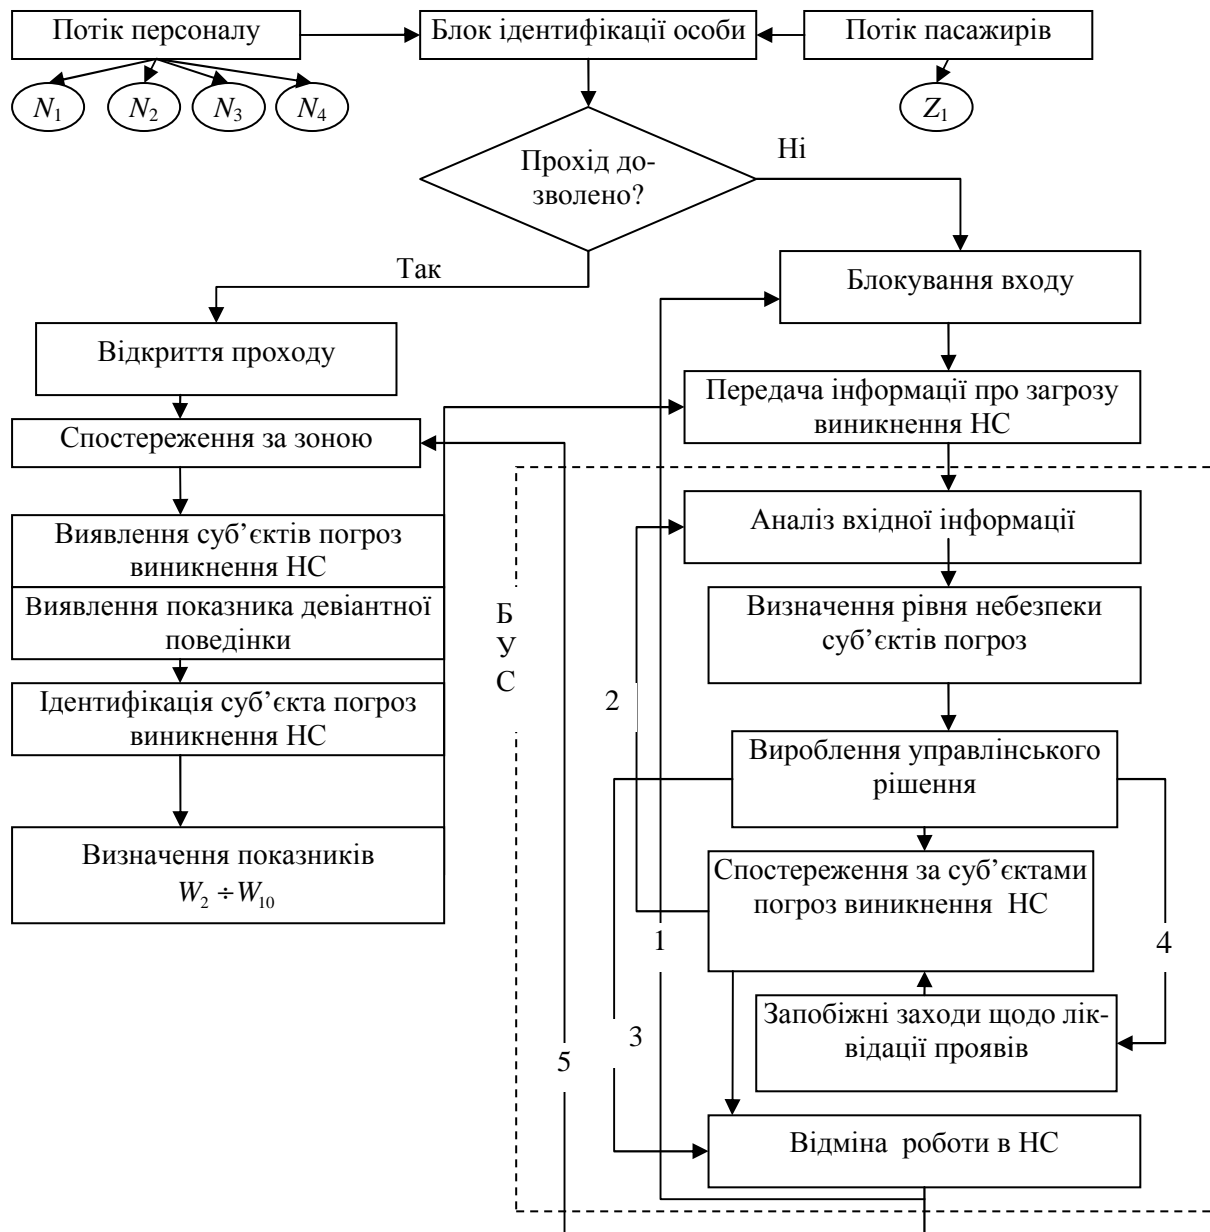 Потік персоналу
Блок ідентифікації особи
Потік пасажирів
N₁
N₂
N₃
N₄
Z₁
Прохід до-
зволено?
Ні
Так
Блокування входу
Відкриття проходу
Передача інформації про загрозу
виникнення НС
Спостереження за зоною
Аналіз вхідної інформації
Виявлення суб’єктів погроз
виникнення НС
Виявлення показника девіантної
поведінки
Б
У
С
Визначення рівня небезпеки
суб’єктів погроз
Ідентифікація суб’єкта погроз
виникнення НС
2
Вироблення управлінського
рішення
Визначення показників
W₂ ÷ W₁₀
Спостереження за суб’єктами
погроз виникнення НС
1
4
Запобіжні заходи щодо лік-
відації проявів
3
5
Відміна роботи в НС